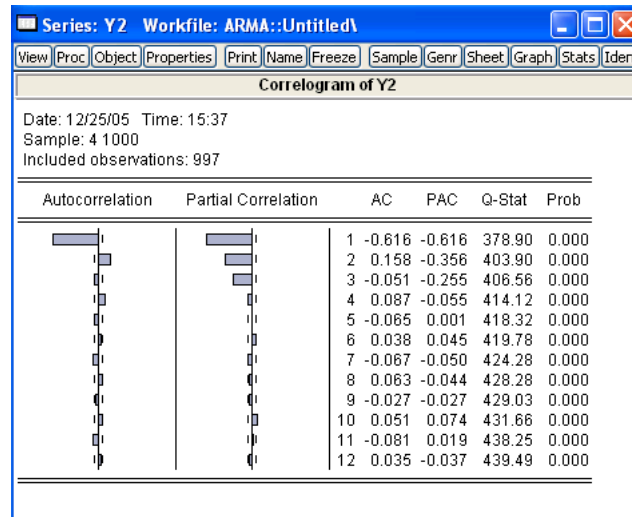 Series: Y2 Workfile: ARMA::Untitled\
View Proc Object Properties Print Name Freeze Sample Genr Sheet Graph Stats Iden
Correlogram of Y2
Date: 12/25/05 Time: 15:37
Sample: 4 1000
Included observations: 997
Autocorrelation Partial Correlation AC PAC Q-Stat Prob
1 -0.616 -0.616 378.90 0.000
2 0.158 -0.356 403.90 0.000
3 -0.051 -0.255 406.56 0.000
4 0.087 -0.055 414.12 0.000
5 -0.065 0.001 418.32 0.000
6 0.038 0.045 419.78 0.000
7 -0.067 -0.050 424.28 0.000
8 0.063 -0.044 428.28 0.000
9 -0.027 -0.027 429.03 0.000
10 0.051 0.074 431.66 0.000
11 -0.081 0.019 438.25 0.000
12 0.035 -0.037 439.49 0.000